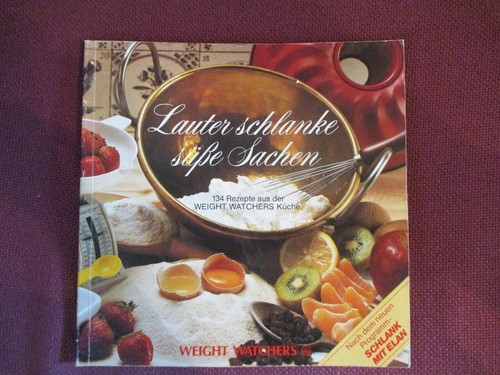 Lauter schlanke
süße Sachen
134 Rezepte aus der
WEIGHT WATCHERS Küche
Nach dem neuen
Programm-
SCHLANK
MIT ELAN
WEIGHT WATCHERS ®